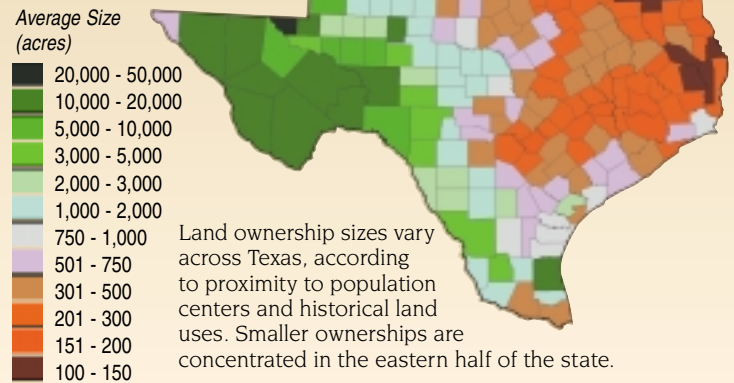 Average Size
(acres)
20,000 - 50,000
10,000 - 20,000
5,000 - 10,000
3,000 - 5,000
2,000 - 3,000
1,000 - 2,000
750 - 1,000
501 - 750
301 - 500
201 - 300
151 - 200
100 - 150
Land ownership sizes vary
across Texas, according
to proximity to population
centers and historical land
uses. Smaller ownerships are
concentrated in the eastern half of the state.